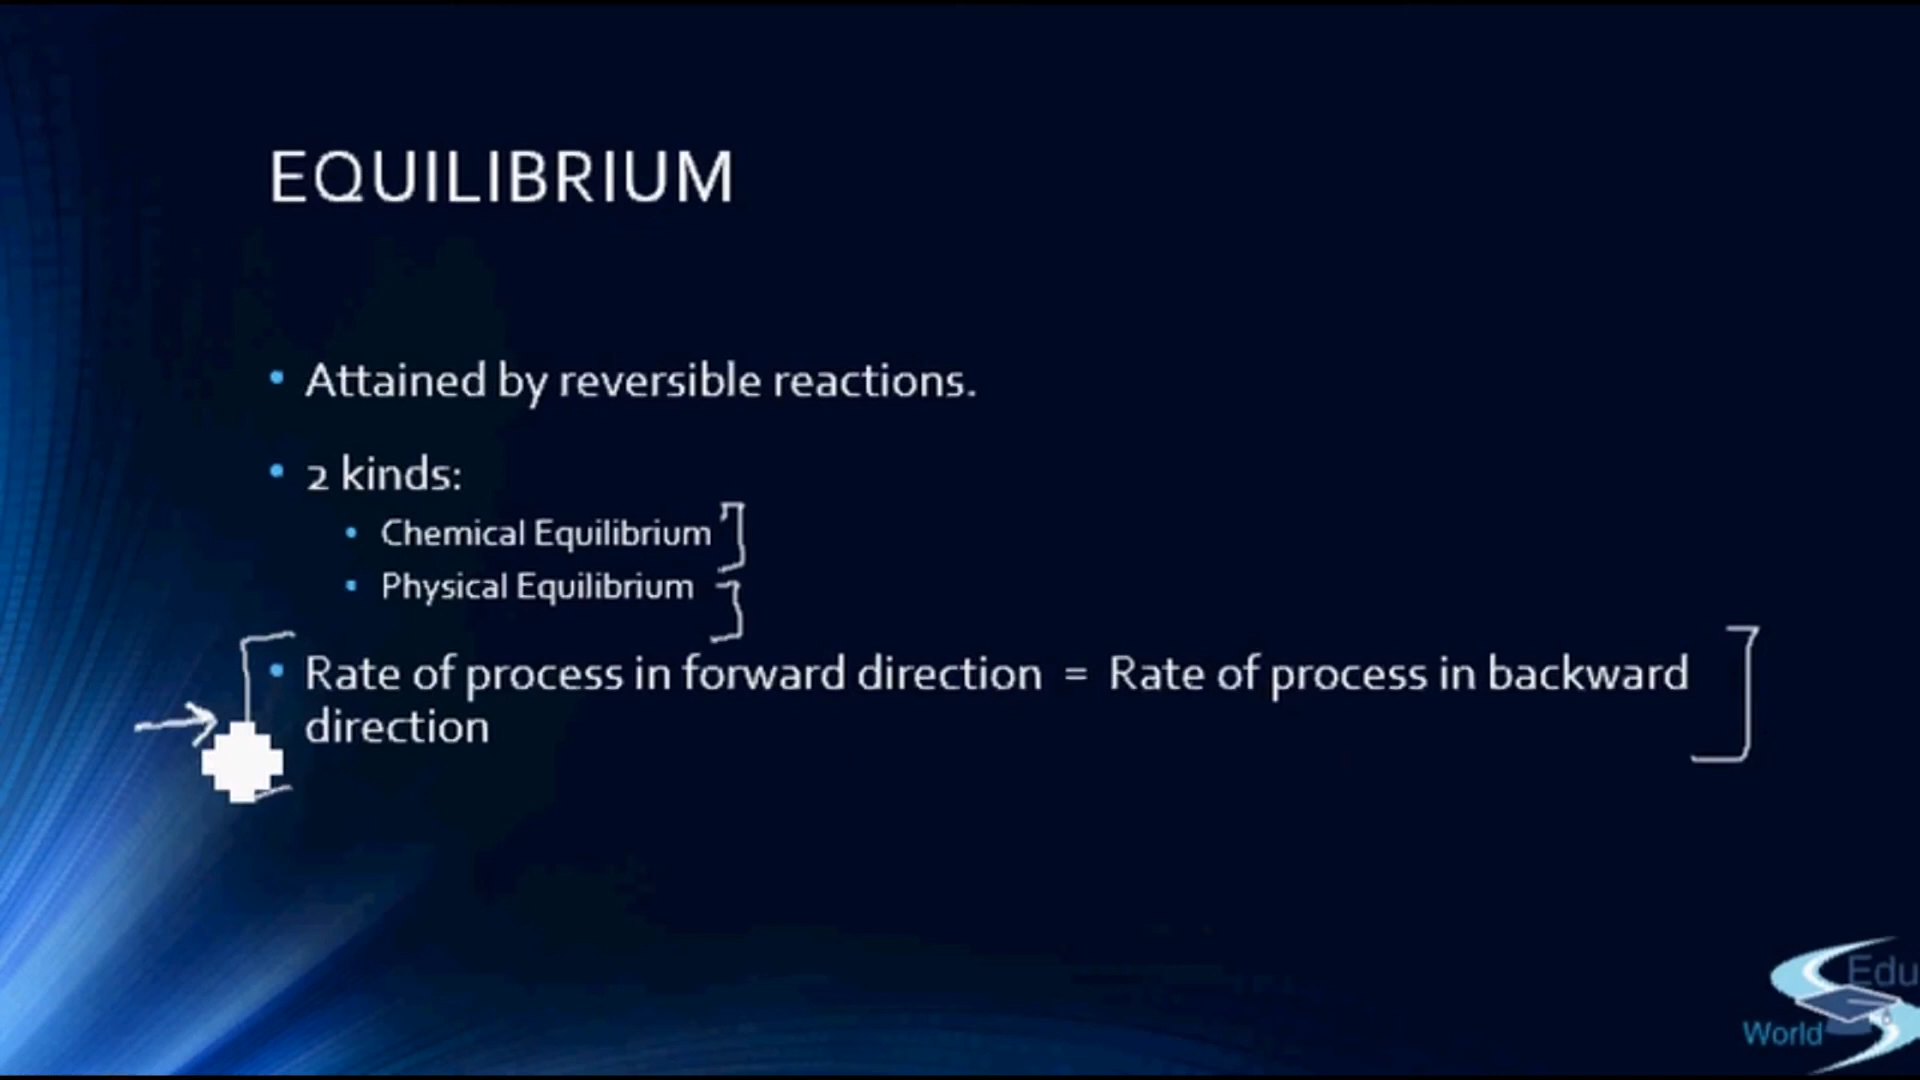 EQUILIBRIUM
• Attained by reversible reactions.
• 2 kinds:
• Chemical Equilibrium
• Physical Equilibrium
• Rate of process in forward direction = Rate of process in backward
direction
Edu
World